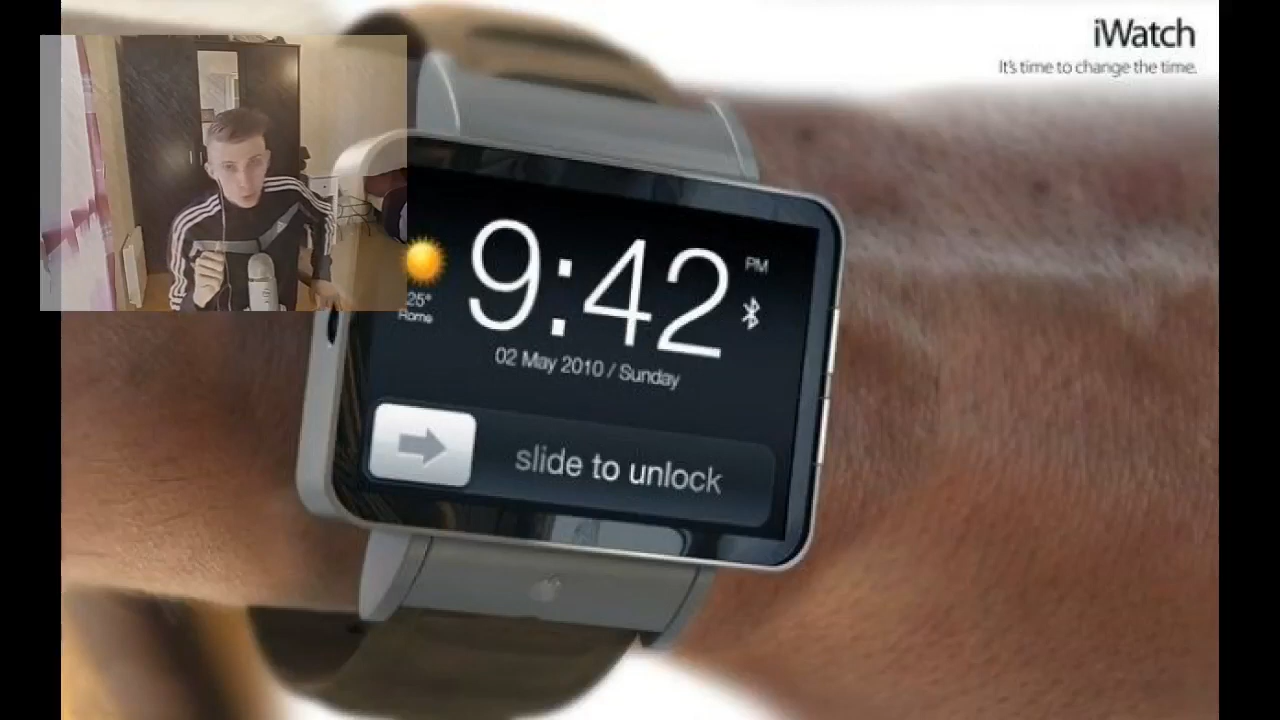 iWatch
It's time to change the time.
9:42
PM
25°
Rome
02 May 2010 / Sunday
slide to unlock